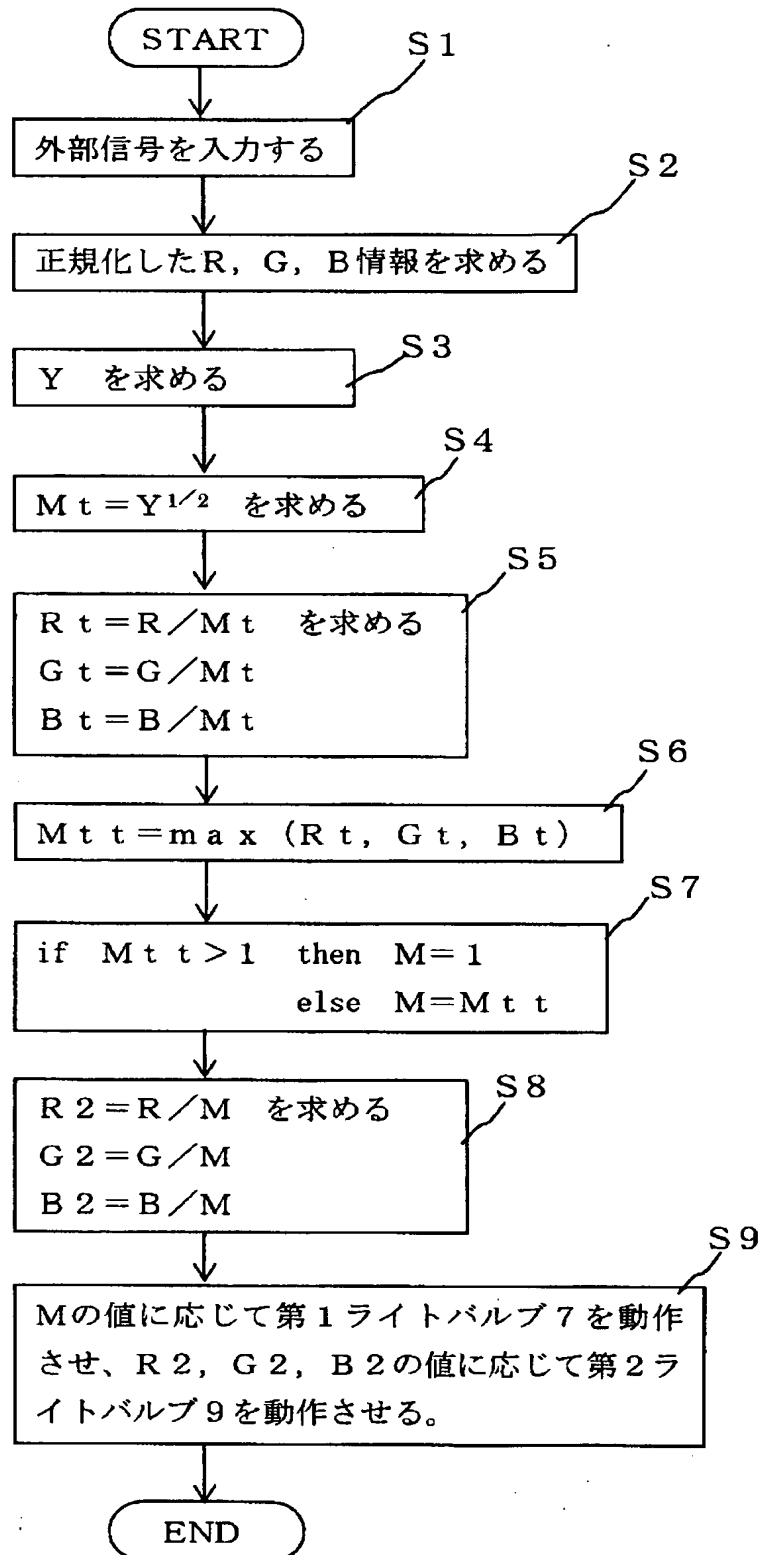 START
S1
外部信号を入力する
S2
正規化したR，G，B情報を求める
S3
Y　を求める
S4
Mt＝Y^{1/2}　を求める
S5
Rt＝R／Mt　を求める
Gt＝G／Mt
Bt＝B／Mt
S6
Mtt＝max（Rt，Gt，Bt）
S7
if　Mtt＞1　then　M＝1
else　M＝Mtt
S8
R2＝R／M　を求める
G2＝G／M
B2＝B／M
S9
Mの値に応じて第1ライトバルブ7を動作
させ、R2，G2，B2の値に応じて第2ラ
イトバルブ9を動作させる。
END